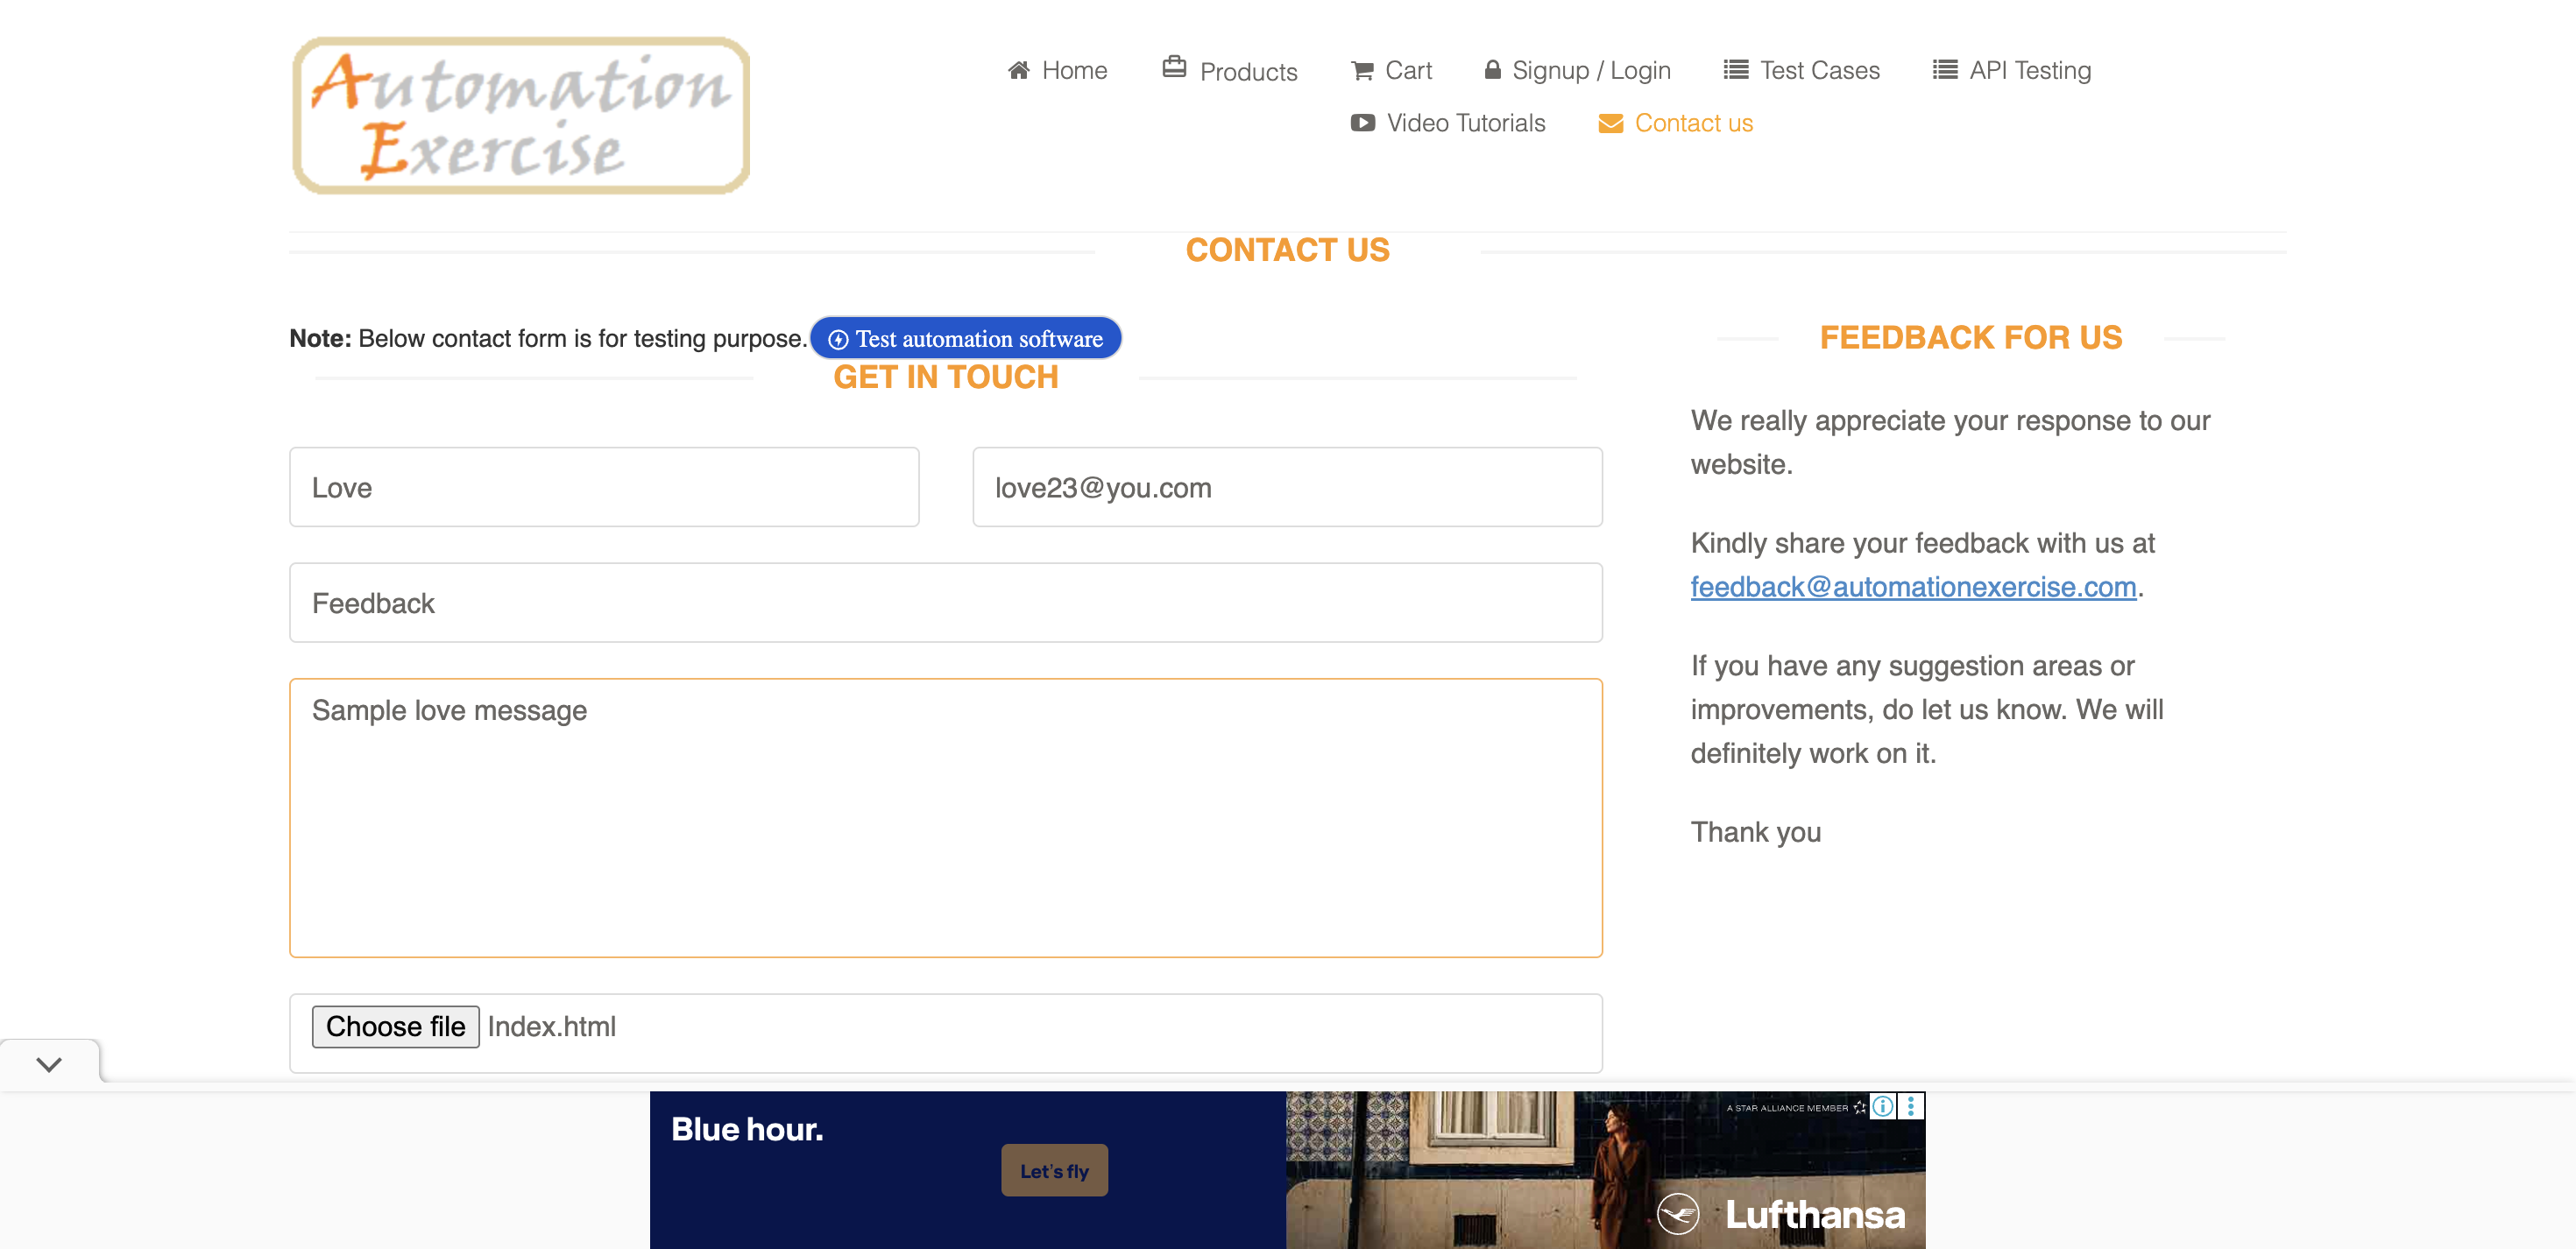 Automation
Exercise
Home
Products
Cart
Signup / Login
Test Cases
API Testing
Video Tutorials
Contact us
CONTACT US
Note: Below contact form is for testing purpose.
Test automation software
GET IN TOUCH
Love
love23@you.com
Feedback
Sample love message
Choose file Index.html
FEEDBACK FOR US
We really appreciate your response to our
website.
Kindly share your feedback with us at
feedback@automationexercise.com.
If you have any suggestion areas or
improvements, do let us know. We will
definitely work on it.
Thank you
Blue hour.
Let's fly
A STAR ALLIANCE MEMBER
Lufthansa